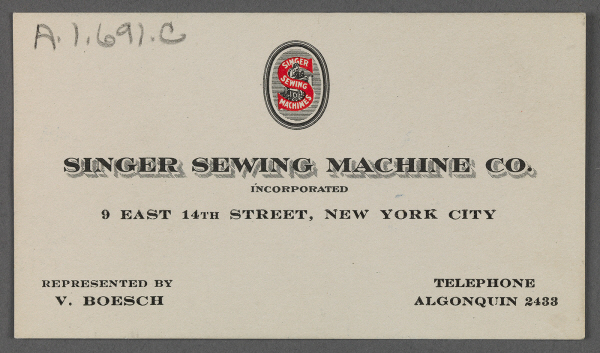 A.1.691.C
SINGER
SEWING
MACHINES
SINGER SEWING MACHINE CO.
INCORPORATED
9 EAST 14TH STREET, NEW YORK CITY
REPRESENTED BY
V. BOESCH
TELEPHONE
ALGONQUIN 2433